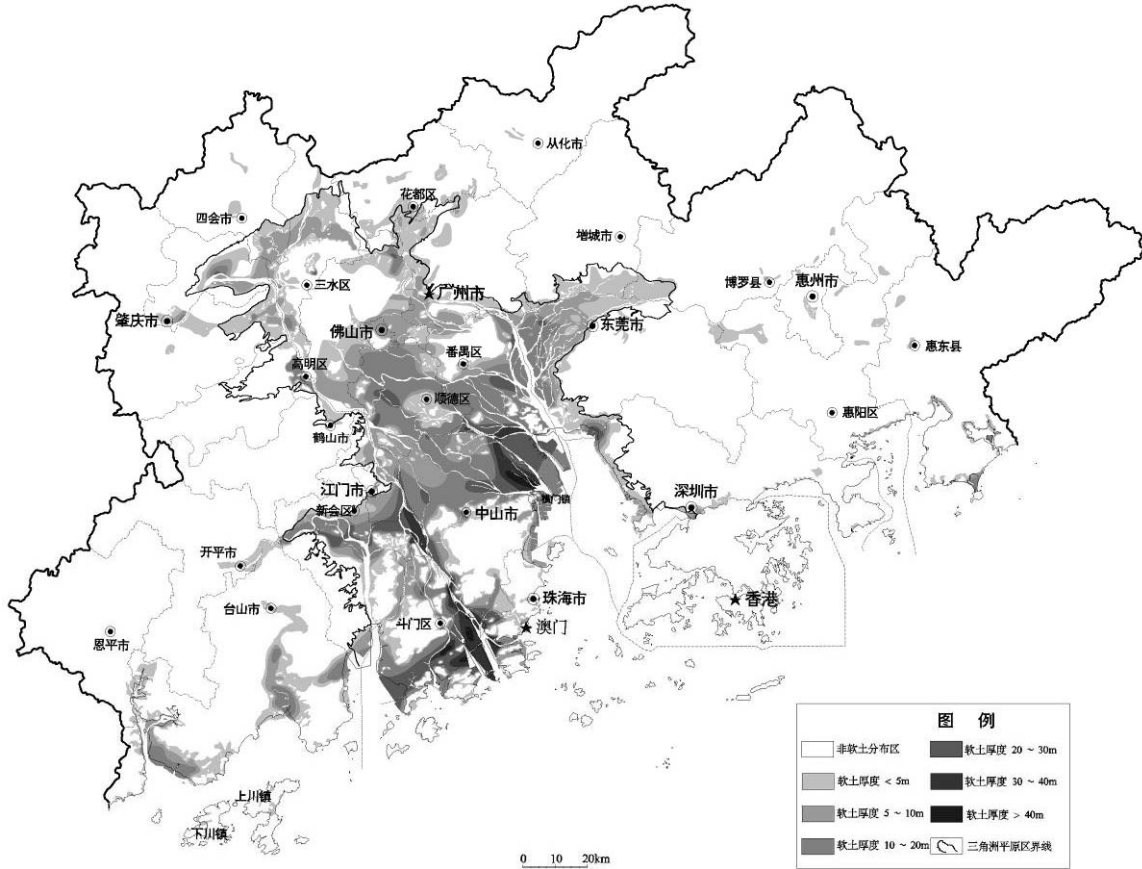 从化市
花都区
四会市
增城市
三水区
广州市
博罗县
惠州市
肇庆市
佛山市
东莞市
番禺区
惠东县
高明区
顺德区
惠阳区
鹤山市
江门市
新会区
横门镇
深圳市
中山市
开平市
台山市
珠海市
香港
斗门区
澳门
恩平市
上川镇
下川镇
0 10 20km
图 例
非软土分布区
软土厚度 < 5m
软土厚度 5 ~ 10m
软土厚度 10 ~ 20m
软土厚度 20 ~ 30m
软土厚度 30 ~ 40m
软土厚度 > 40m
三角洲平原区界线